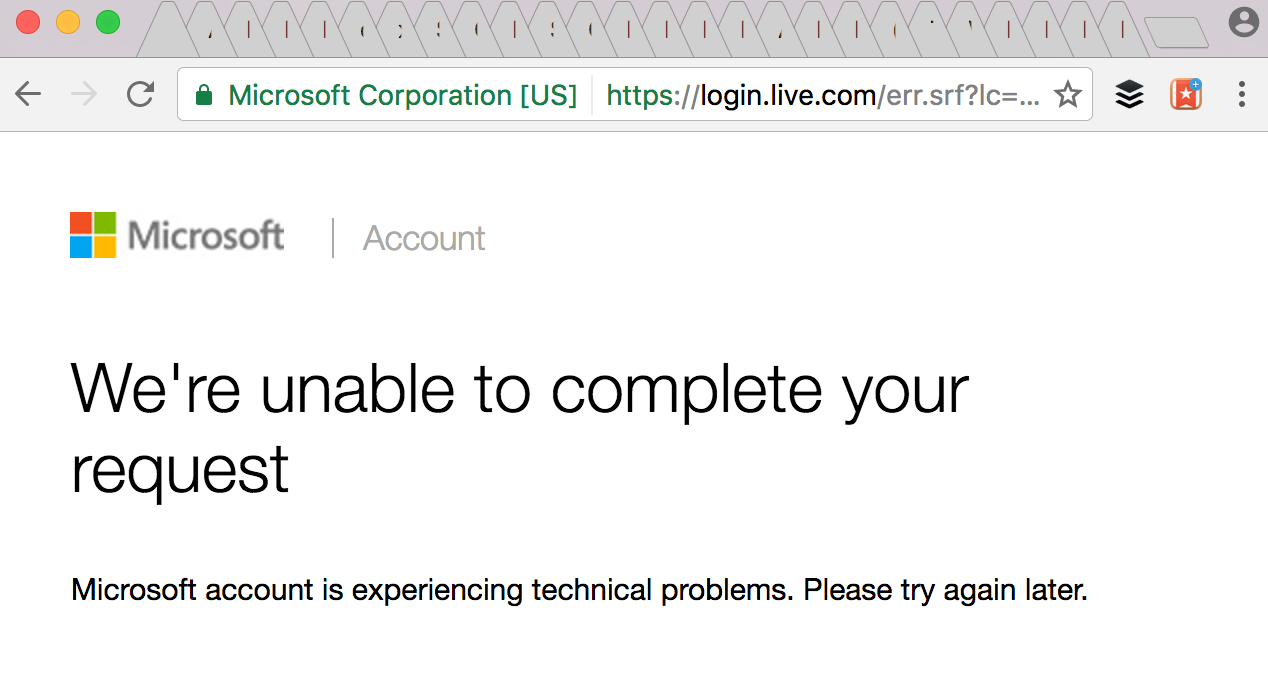 Microsoft Corporation [US] https://login.live.com/err.srf?lc=...
Microsoft Account
We're unable to complete your
request
Microsoft account is experiencing technical problems. Please try again later.